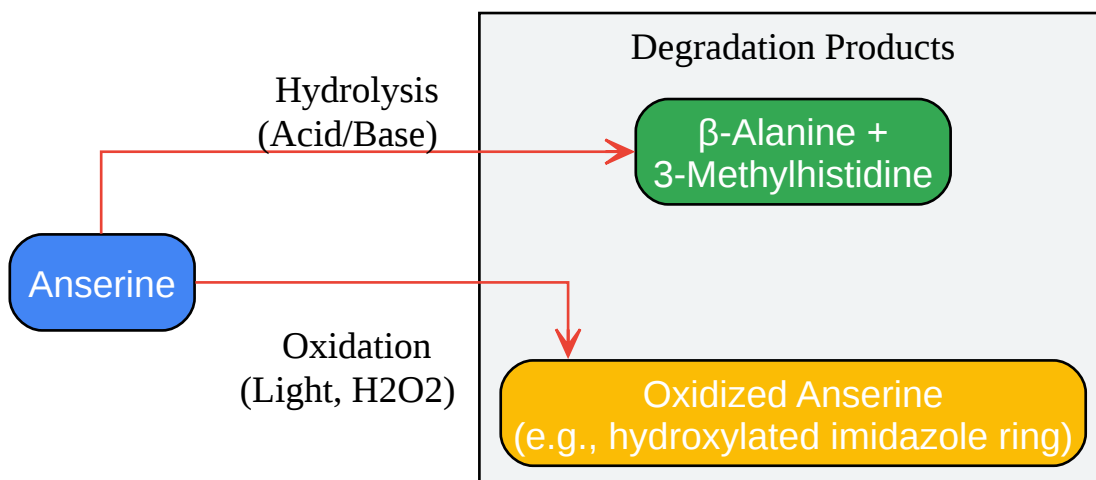 Degradation Products
Hydrolysis
(Acid/Base)
β-Alanine +
3-Methylhistidine
Anserine
Oxidation
(Light, H2O2)
Oxidized Anserine
(e.g., hydroxylated imidazole ring)